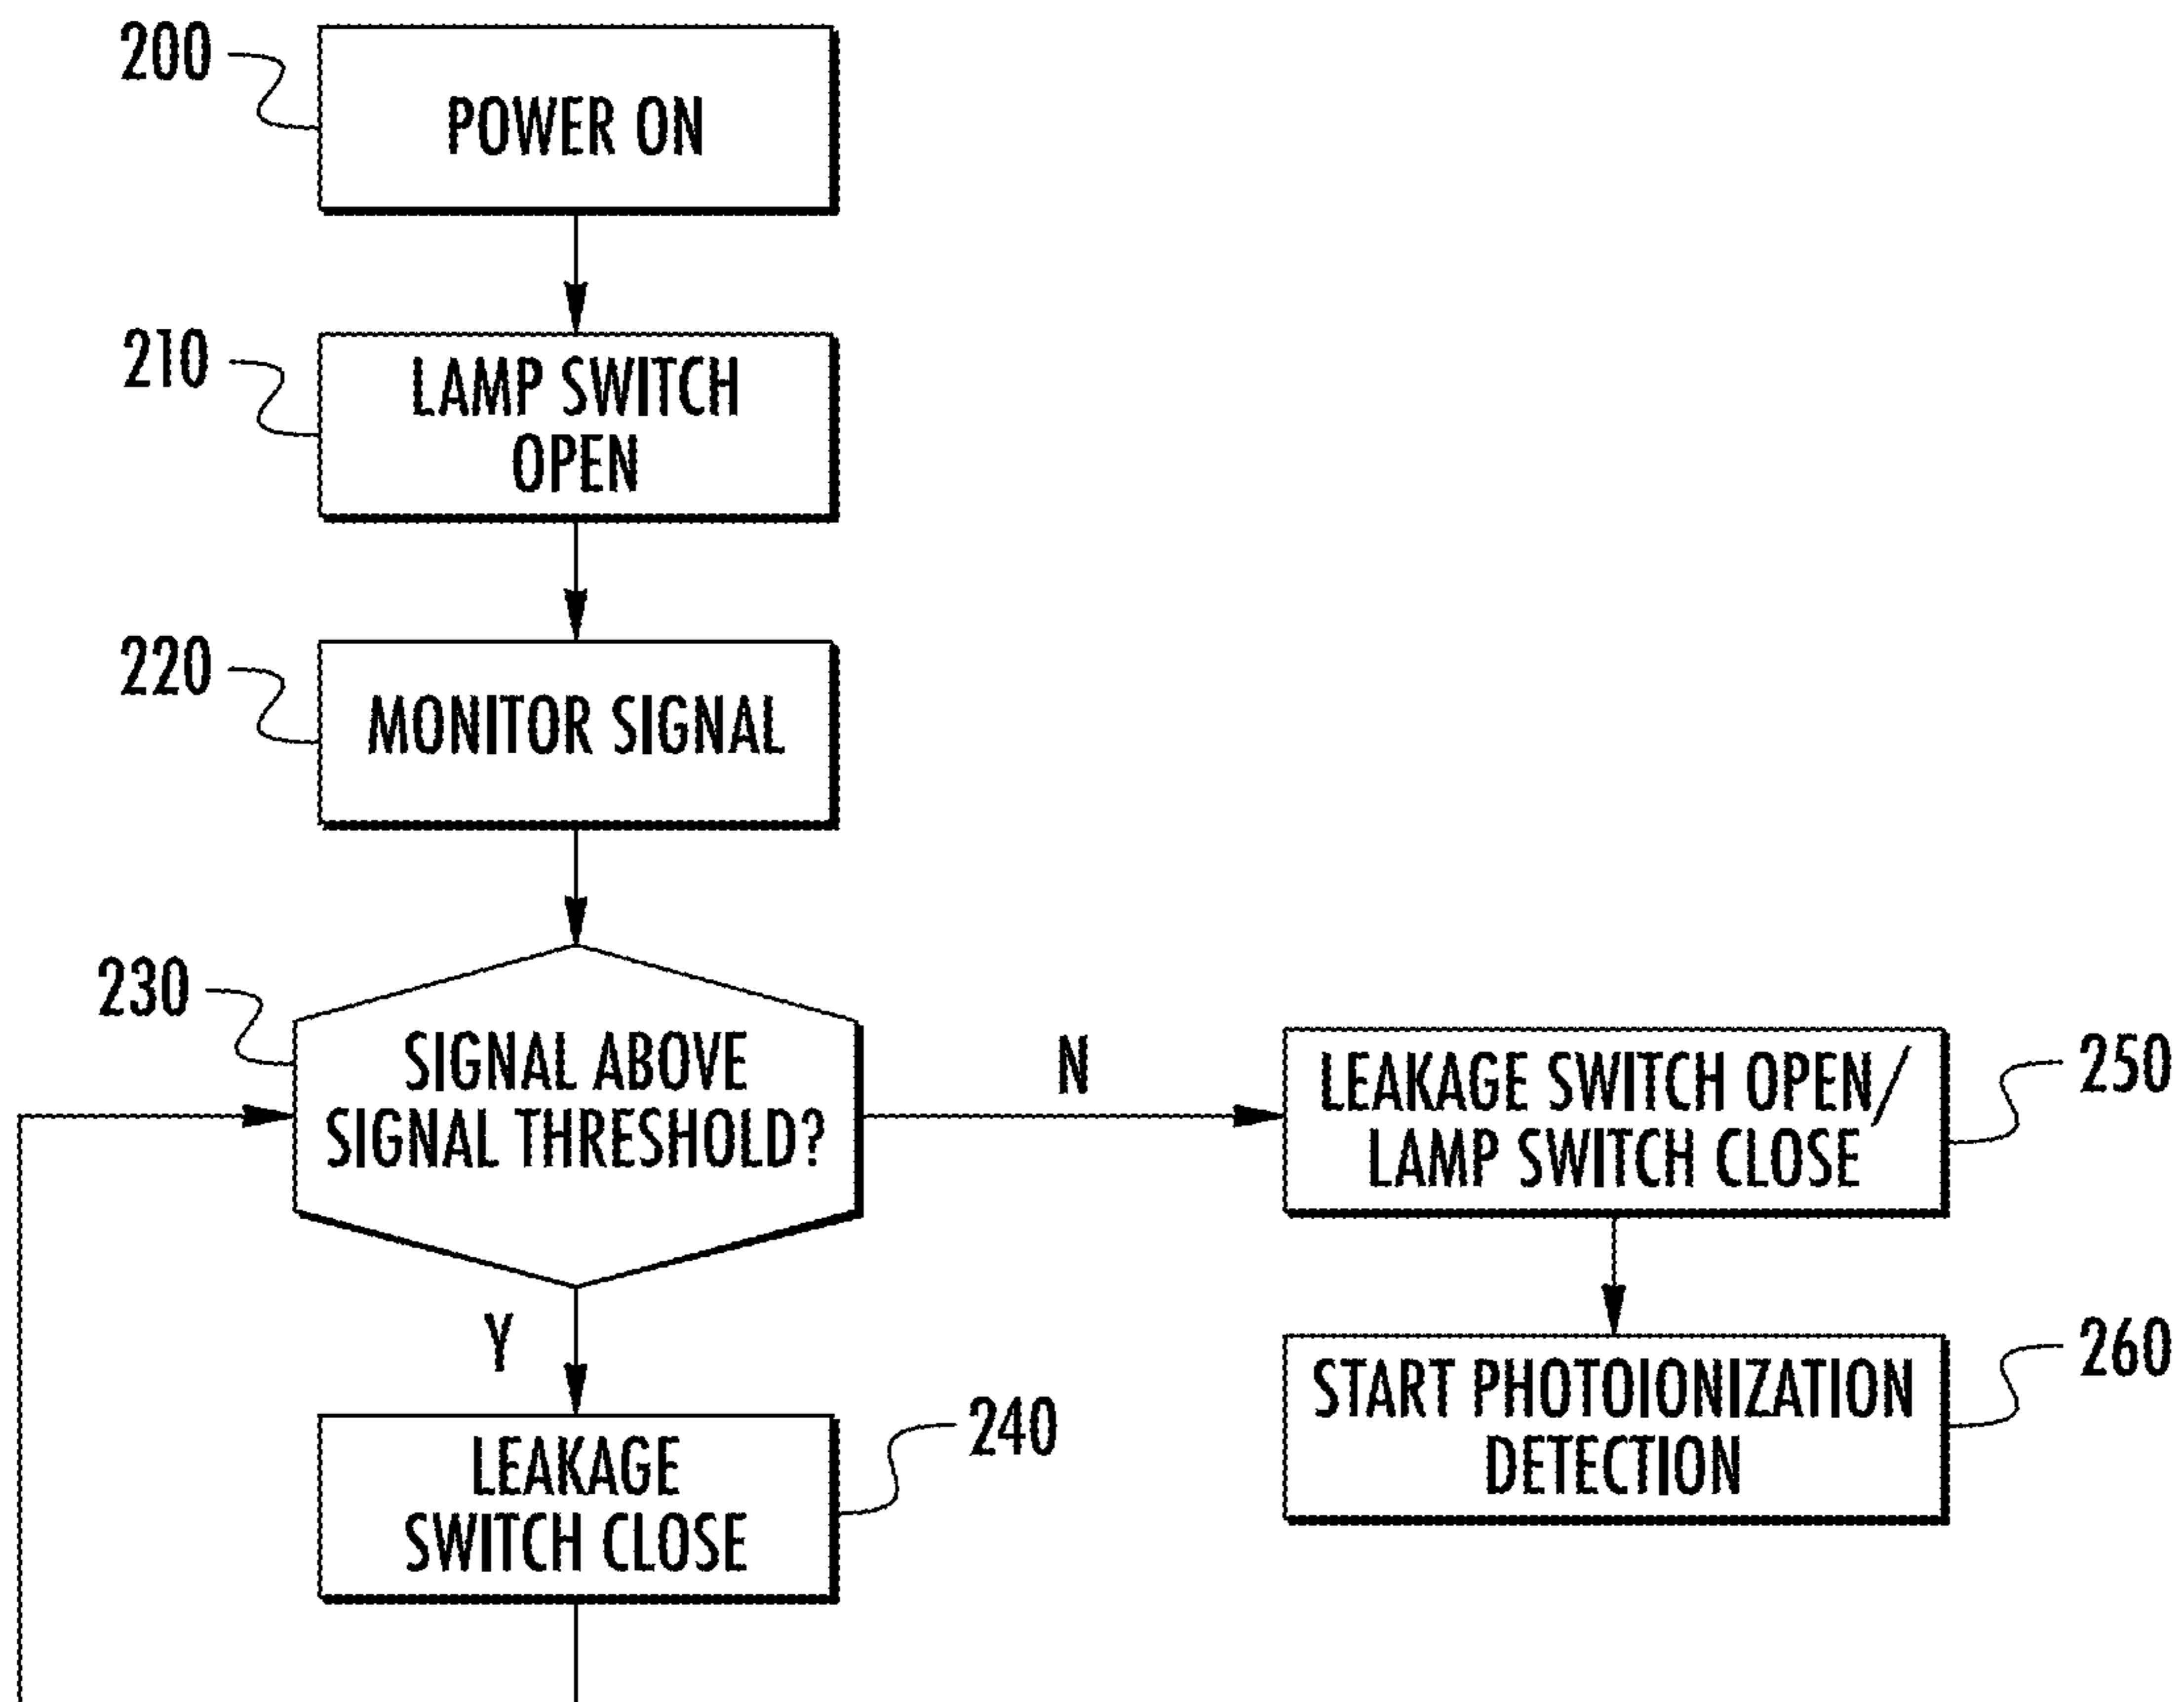 200
POWER ON
210
LAMP SWITCH
OPEN
220
MONITOR SIGNAL
230
SIGNAL ABOVE
SIGNAL THRESHOLD?
N
LEAKAGE SWITCH OPEN/
LAMP SWITCH CLOSE
250
Y
START PHOTOIONIZATION
DETECTION
260
LEAKAGE
SWITCH CLOSE
240